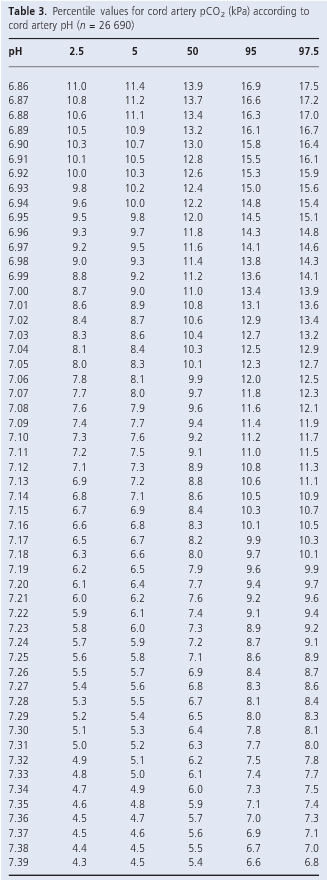 Table 3. Percentile values for cord artery pCO₂ (kPa) according to
cord artery pH (n = 26 690)
pH 2.5 5 50 95 97.5
6.86 11.0 11.4 13.9 16.9 17.5
6.87 10.8 11.2 13.7 16.6 17.2
6.88 10.6 11.1 13.4 16.3 17.0
6.89 10.5 10.9 13.2 16.1 16.7
6.90 10.3 10.7 13.0 15.8 16.4
6.91 10.1 10.5 12.8 15.5 16.1
6.92 10.0 10.3 12.6 15.3 15.9
6.93 9.8 10.2 12.4 15.0 15.6
6.94 9.6 10.0 12.2 14.8 15.4
6.95 9.5 9.8 12.0 14.5 15.1
6.96 9.3 9.7 11.8 14.3 14.8
6.97 9.2 9.5 11.6 14.1 14.6
6.98 9.0 9.3 11.4 13.8 14.3
6.99 8.8 9.2 11.2 13.6 14.1
7.00 8.7 9.0 11.0 13.4 13.9
7.01 8.6 8.9 10.8 13.1 13.6
7.02 8.4 8.7 10.6 12.9 13.4
7.03 8.3 8.6 10.4 12.7 13.2
7.04 8.1 8.4 10.3 12.5 12.9
7.05 8.0 8.3 10.1 12.3 12.7
7.06 7.8 8.1 9.9 12.0 12.5
7.07 7.7 8.0 9.7 11.8 12.3
7.08 7.6 7.9 9.6 11.6 12.1
7.09 7.4 7.7 9.4 11.4 11.9
7.10 7.3 7.6 9.2 11.2 11.7
7.11 7.2 7.5 9.1 11.0 11.5
7.12 7.1 7.3 8.9 10.8 11.3
7.13 6.9 7.2 8.8 10.6 11.1
7.14 6.8 7.1 8.6 10.5 10.9
7.15 6.7 6.9 8.4 10.3 10.7
7.16 6.6 6.8 8.3 10.1 10.5
7.17 6.5 6.7 8.2 9.9 10.3
7.18 6.3 6.6 8.0 9.7 10.1
7.19 6.2 6.5 7.9 9.6 9.9
7.20 6.1 6.4 7.7 9.4 9.7
7.21 6.0 6.2 7.6 9.2 9.6
7.22 5.9 6.1 7.4 9.1 9.4
7.23 5.8 6.0 7.3 8.9 9.2
7.24 5.7 5.9 7.2 8.7 9.1
7.25 5.6 5.8 7.1 8.6 8.9
7.26 5.5 5.7 6.9 8.4 8.7
7.27 5.4 5.6 6.8 8.3 8.6
7.28 5.3 5.5 6.7 8.1 8.4
7.29 5.2 5.4 6.5 8.0 8.3
7.30 5.1 5.3 6.4 7.8 8.1
7.31 5.0 5.2 6.3 7.7 8.0
7.32 4.9 5.1 6.2 7.5 7.8
7.33 4.8 5.0 6.1 7.4 7.7
7.34 4.7 4.9 6.0 7.3 7.5
7.35 4.6 4.8 5.9 7.1 7.4
7.36 4.5 4.7 5.7 7.0 7.3
7.37 4.5 4.6 5.6 6.9 7.1
7.38 4.4 4.5 5.5 6.7 7.0
7.39 4.3 4.5 5.4 6.6 6.8